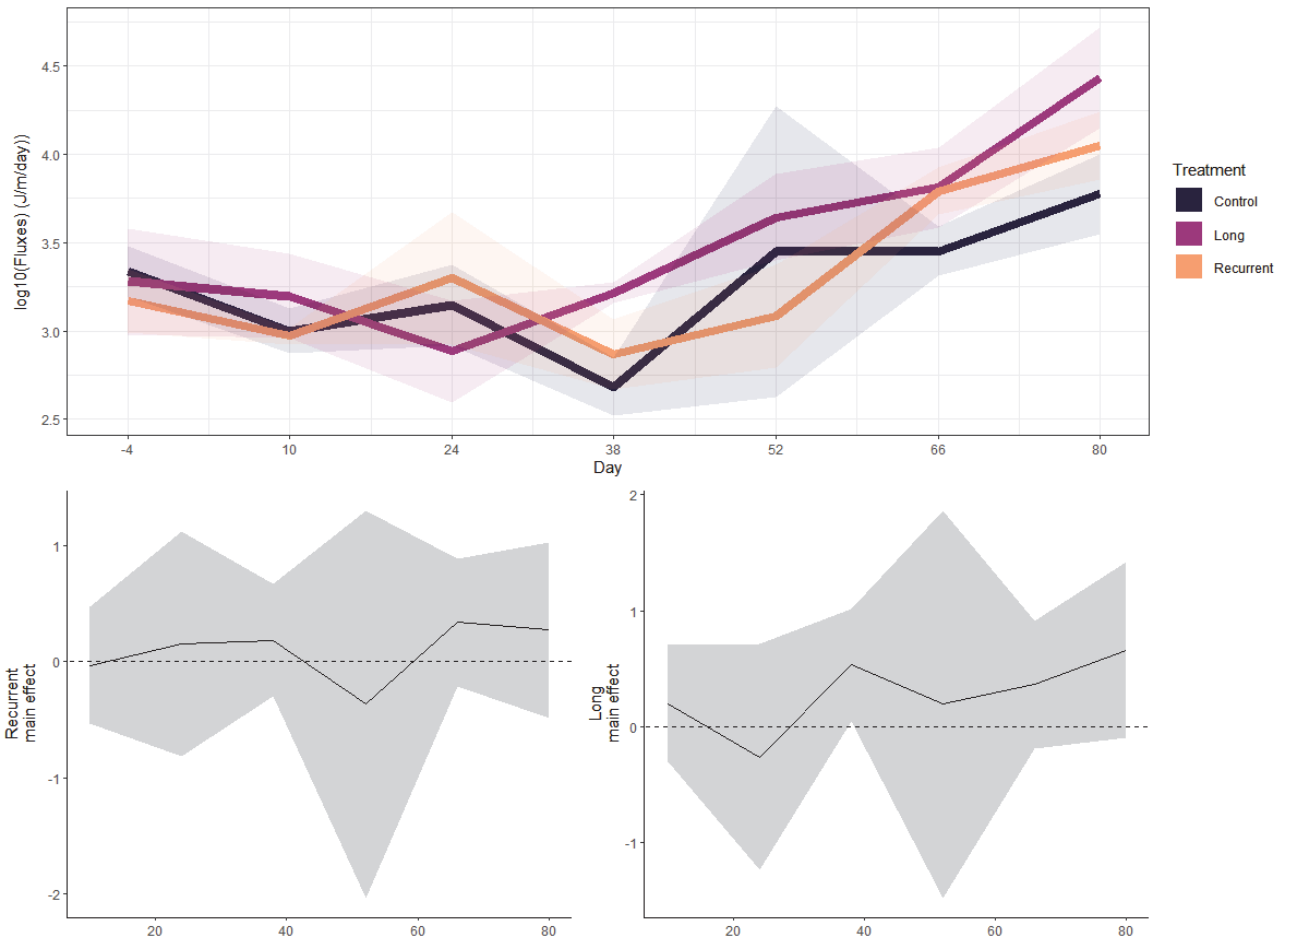 log10(Fluxes) (J/m/day))
4.5
4.0
3.5
3.0
2.5
-4 10 24 38 52 66 80
Day
Treatment
Control
Long
Recurrent
Recurrent
main effect
1
0
-1
-2
20 40 60 80
Long
main effect
2
1
0
-1
20 40 60 80